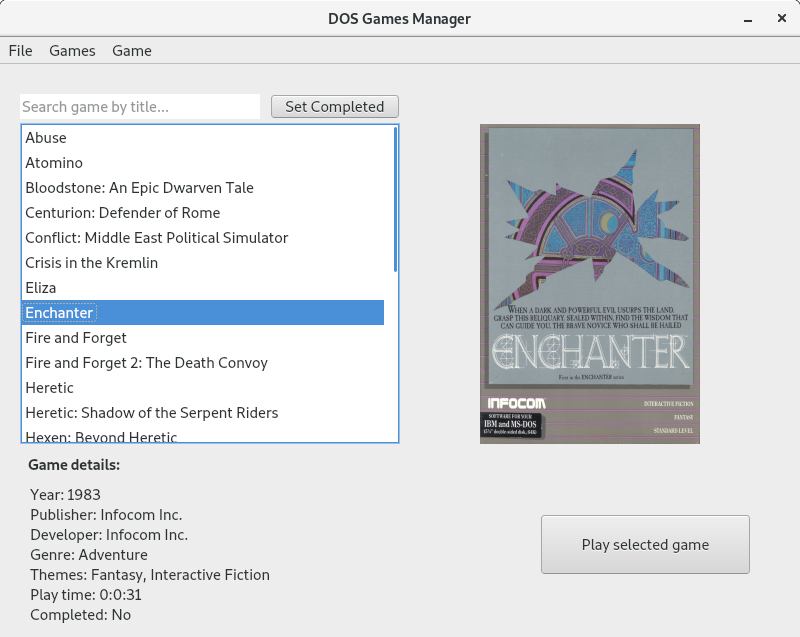 DOS Games Manager
File Games Game
Search game by title...
Set Completed
Abuse
Atomino
Bloodstone: An Epic Dwarven Tale
Centurion: Defender of Rome
Conflict: Middle East Political Simulator
Crisis in the Kremlin
Eliza
Enchanter
Fire and Forget
Fire and Forget 2: The Death Convoy
Heretic
Heretic: Shadow of the Serpent Riders
Hexen: Beyond Heretic
WHEN A DARK AND POWERFUL EVIL USURPS THE LAND,
GRASP THIS RELIQUARY, SEALED WITHIN, FIND THE WISDOM THAT
CAN GUIDE YOU, THE BRAVE NOVICE WHO SHALL BE HAILED
ENCHANTER
First in the ENCHANTER series
INFOCOM
INTERACTIVE FICTION
FANTASY
STANDARD LEVEL
SOFTWARE FOR YOUR
IBM and MS-DOS
(5¼" double-sided disk, 64K)
Game details:
Year: 1983
Publisher: Infocom Inc.
Developer: Infocom Inc.
Genre: Adventure
Themes: Fantasy, Interactive Fiction
Play time: 0:0:31
Completed: No
Play selected game